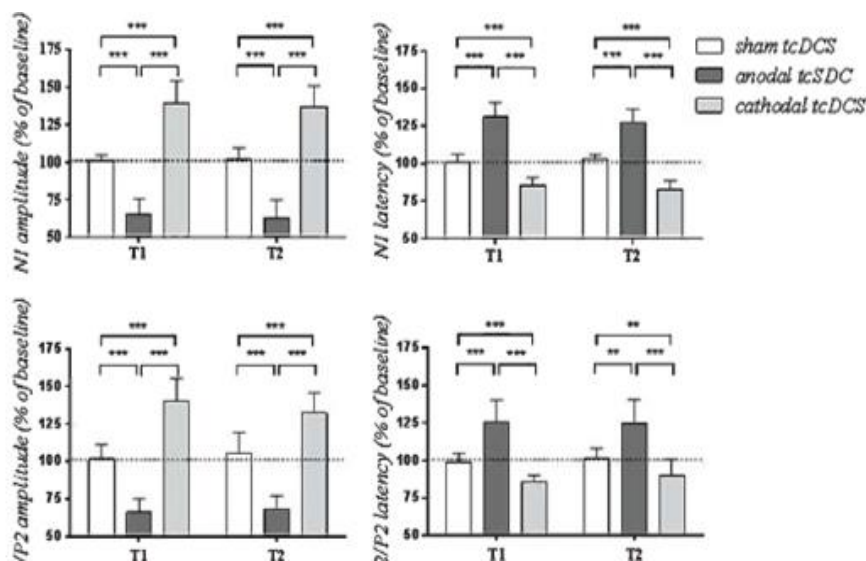 *** ***
*** *** *** ***
175
150
125
100
75
50
T1 T2
N1 amplitude (% of baseline)
*** ***
*** *** *** ***
175
150
125
100
75
50
T1 T2
N1 latency (% of baseline)
sham tcDCS
anodal tcSDC
cathodal tcDCS
*** ***
*** *** *** ***
175
150
125
100
75
50
T1 T2
/P2 amplitude (% of baseline)
*** **
*** *** ** ***
175
150
125
100
75
50
T1 T2
2/P2 latency (% of baseline)